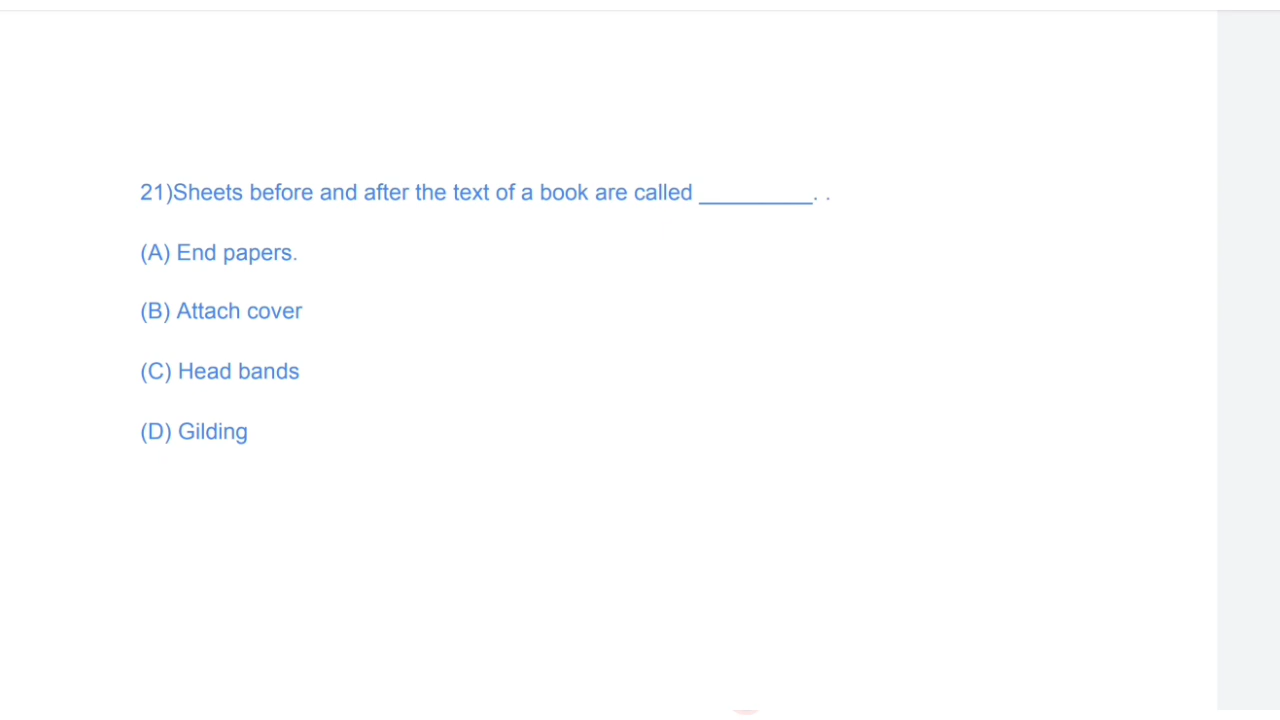 21)Sheets before and after the text of a book are called _________. .
(A) End papers.
(B) Attach cover
(C) Head bands
(D) Gilding